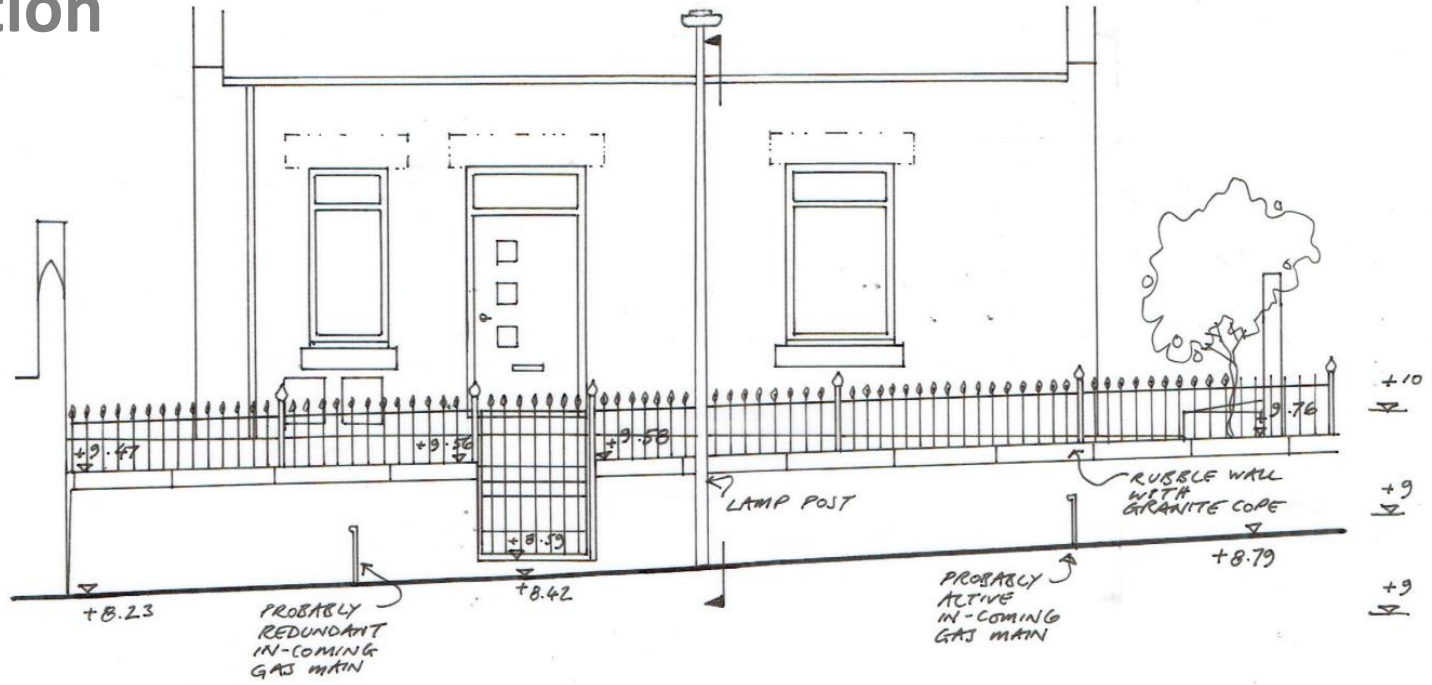 tion
+10
+9.47
+9.56
+9.58
+9.76
LAMP POST
RUBBLE WALL
WITH
GRANITE COPE
+9
+8.59
+8.79
+8.42
+8.23
PROBABLY
REDUNDANT
IN-COMING
GAS MAIN
PROBABLY
ACTIVE
IN-COMING
GAS MAIN
+9